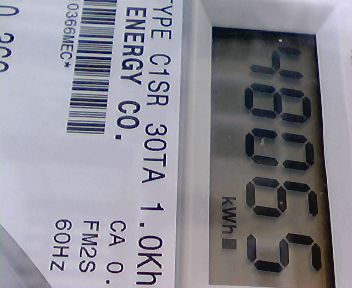 TYPE C1SR 30TA 1.0Kh
ENERGY CO.
CA 0.
FM2S
60HZ
0366MEC*
48065
kWh